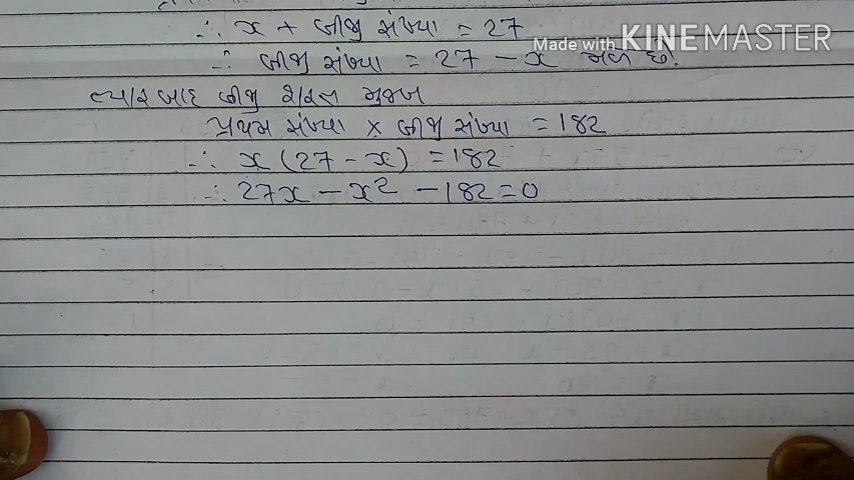 ∴ x + બીજી સંખ્યા = 27
Made with KINEMASTER
∴ બીજી સંખ્યા = 27 - x મળે છે.
ત્યારબાદ બીજી શરત મુજબ
પ્રથમ સંખ્યા × બીજી સંખ્યા = 182
∴ x (27 - x) = 182
∴ 27x - x² - 182 = 0